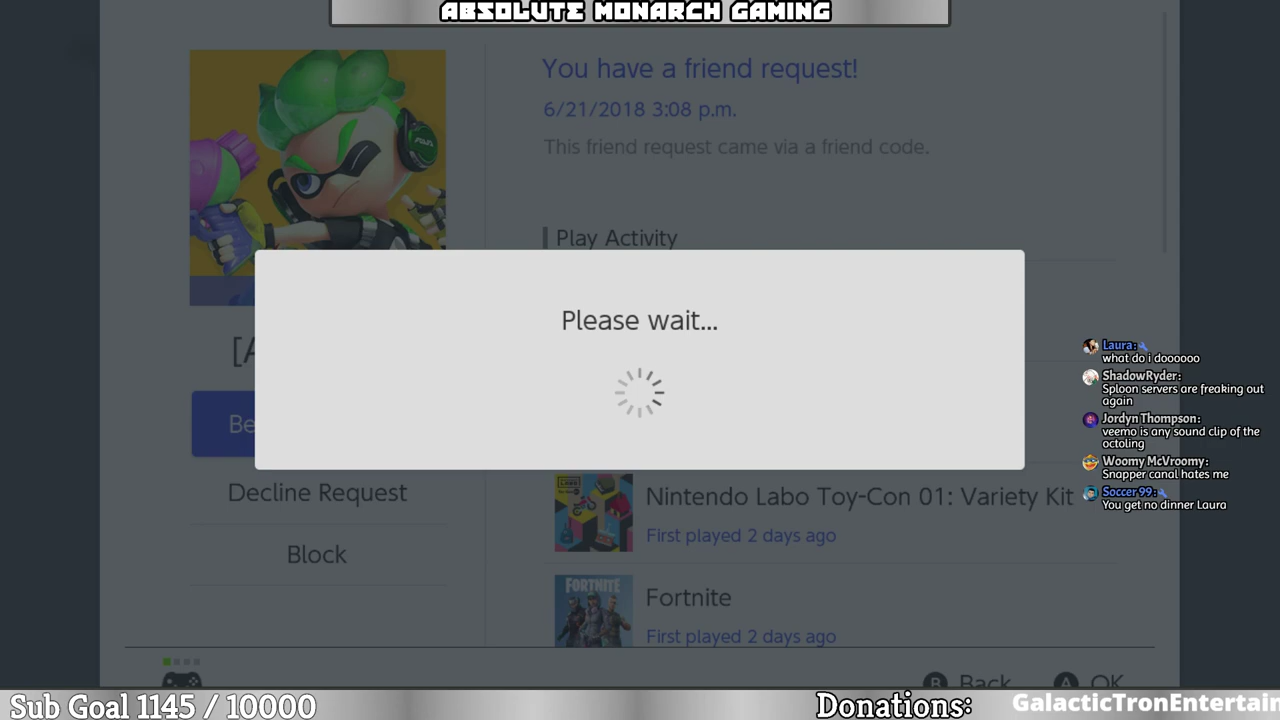 ABSOLUTE MONARCH GAMING
You have a friend request!
6/21/2018 3:08 p.m.
This friend request came via a friend code.
Play Activity
Please wait...
[A
Be
Decline Request
Block
Nintendo Labo Toy-Con 01: Variety Kit
First played 2 days ago
FORTNITE
Fortnite
First played 2 days ago
Laura:
what do i doooooo
ShadowRyder:
Sploon servers are freaking out
again
Jordyn Thompson:
veemo is any sound clip of the
octoling
Woomy McVroomy:
Snapper canal hates me
Soccer 99:
You get no dinner Laura
B Back A OK
Sub Goal 1145 / 10000
Donations:
GalacticTronEntertain